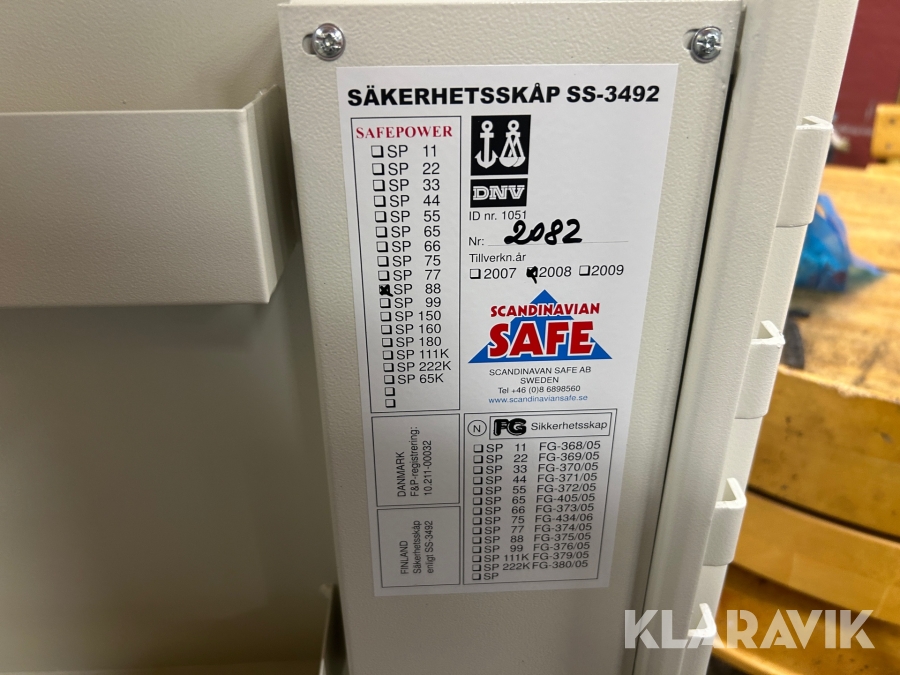 SÄKERHETSSKÅP SS-3492
SAFEPOWER
SP 11
SP 22
SP 33
SP 44
SP 55
SP 65
SP 66
SP 75
SP 77
SP 88
SP 99
SP 150
SP 160
SP 180
SP 111K
SP 222K
SP 65K
DNV
ID nr. 1051
Nr: 2082
Tillverkn.år
2007 2008 2009
SCANDINAVIAN
SAFE
SCANDINAVAN SAFE AB
SWEDEN
Tel +46 (0)8 6898560
www.scandinaviansafe.se
DANMARK
F&P-registrering:
10.211-00032
FINLAND
Säkerhetsskåp
enligt SS-3492
N FG Sikkerhetsskap
SP 11 FG-368/05
SP 22 FG-369/05
SP 33 FG-370/05
SP 44 FG-371/05
SP 55 FG-372/05
SP 65 FG-405/05
SP 66 FG-373/05
SP 75 FG-434/06
SP 77 FG-374/05
SP 88 FG-375/05
SP 99 FG-376/05
SP 111K FG-379/05
SP 222K FG-380/05
SP
KLARAVIK